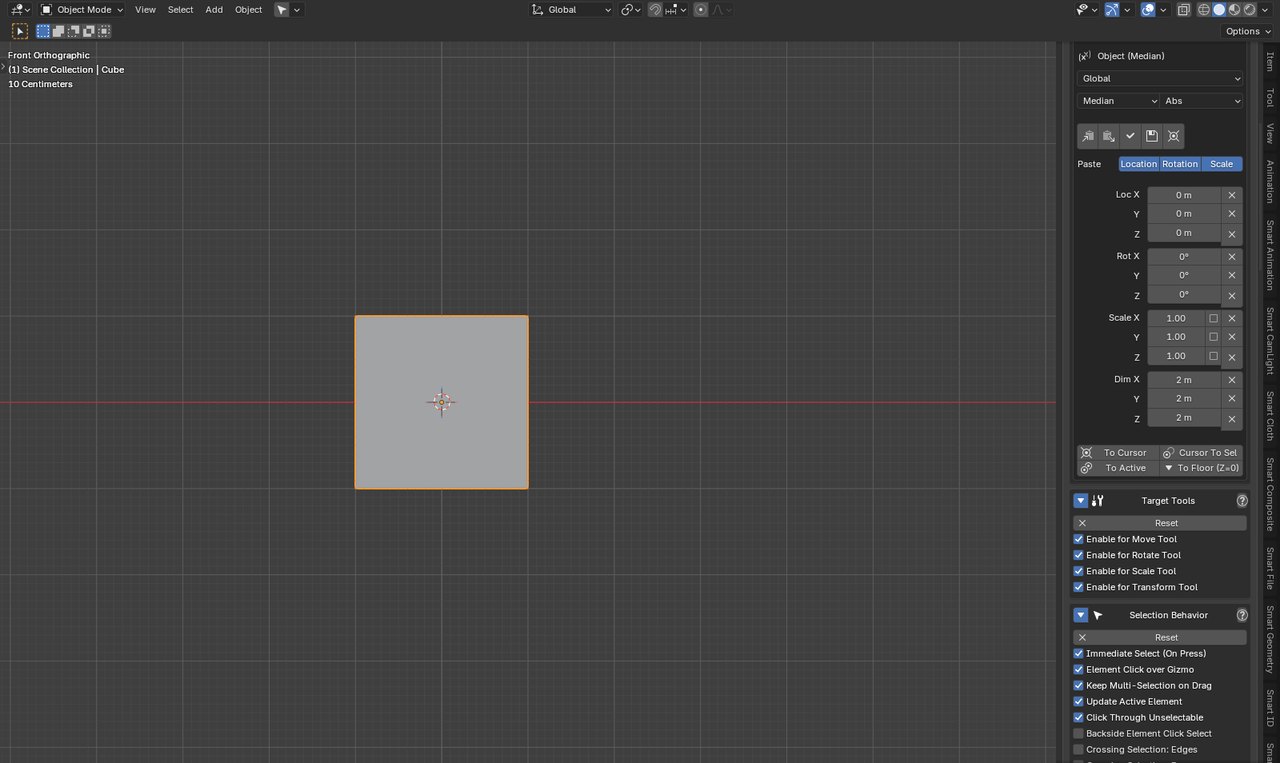 Object Mode View Select Add Object Global
Options
Front Orthographic
(1) Scene Collection | Cube
10 Centimeters
Object (Median)
Global
Median Abs
Paste Location Rotation Scale
Loc X 0 m
Y 0 m
Z 0 m
Rot X 0°
Y 0°
Z 0°
Scale X 1.00
Y 1.00
Z 1.00
Dim X 2 m
Y 2 m
Z 2 m
To Cursor Cursor To Sel
To Active To Floor (Z=0)
Target Tools
Reset
Enable for Move Tool
Enable for Rotate Tool
Enable for Scale Tool
Enable for Transform Tool
Selection Behavior
Reset
Immediate Select (On Press)
Element Click over Gizmo
Keep Multi-Selection on Drag
Update Active Element
Click Through Unselectable
Backside Element Click Select
Crossing Selection: Edges
Item
Tool
View
Animation
Smart Animation
Smart CamLight
Smart Cloth
Smart Composite
Smart File
Smart Geometry
Smart ID